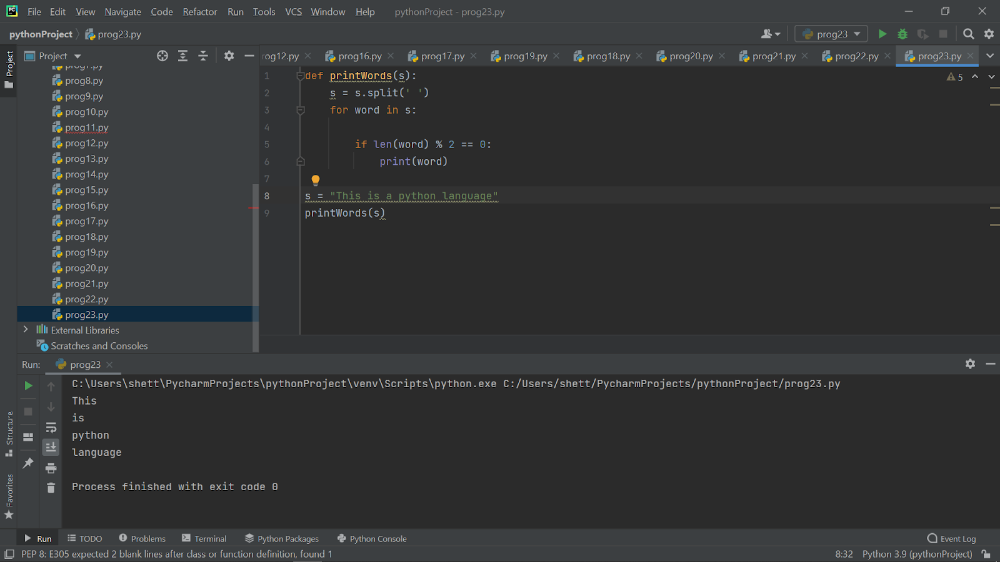 PC File Edit View Navigate Code Refactor Run Tools VCS Window Help pythonProject - prog23.py
pythonProject prog23.py prog23
Project
Project rog12.py prog16.py prog17.py prog19.py prog18.py prog20.py prog21.py prog22.py prog23.py
prog7.py
prog8.py
prog9.py
prog10.py
prog11.py
prog12.py
prog13.py
prog14.py
prog15.py
prog16.py
prog17.py
prog18.py
prog19.py
prog20.py
prog21.py
prog22.py
prog23.py
External Libraries
Scratches and Consoles
1 def printWords(s):
2 s = s.split(' ')
3 for word in s:
4
5 if len(word) % 2 == 0:
6 print(word)
7
8 s = "This is a python language"
9 printWords(s)
5
Run: prog23
C:\Users\shett\PycharmProjects\pythonProject\venv\Scripts\python.exe C:/Users/shett/PycharmProjects/pythonProject/prog23.py
This
is
python
language
Process finished with exit code 0
Structure
Favorites
Run TODO Problems Terminal Python Packages Python Console Event Log
PEP 8: E305 expected 2 blank lines after class or function definition, found 1 8:32 Python 3.9 (pythonProject)